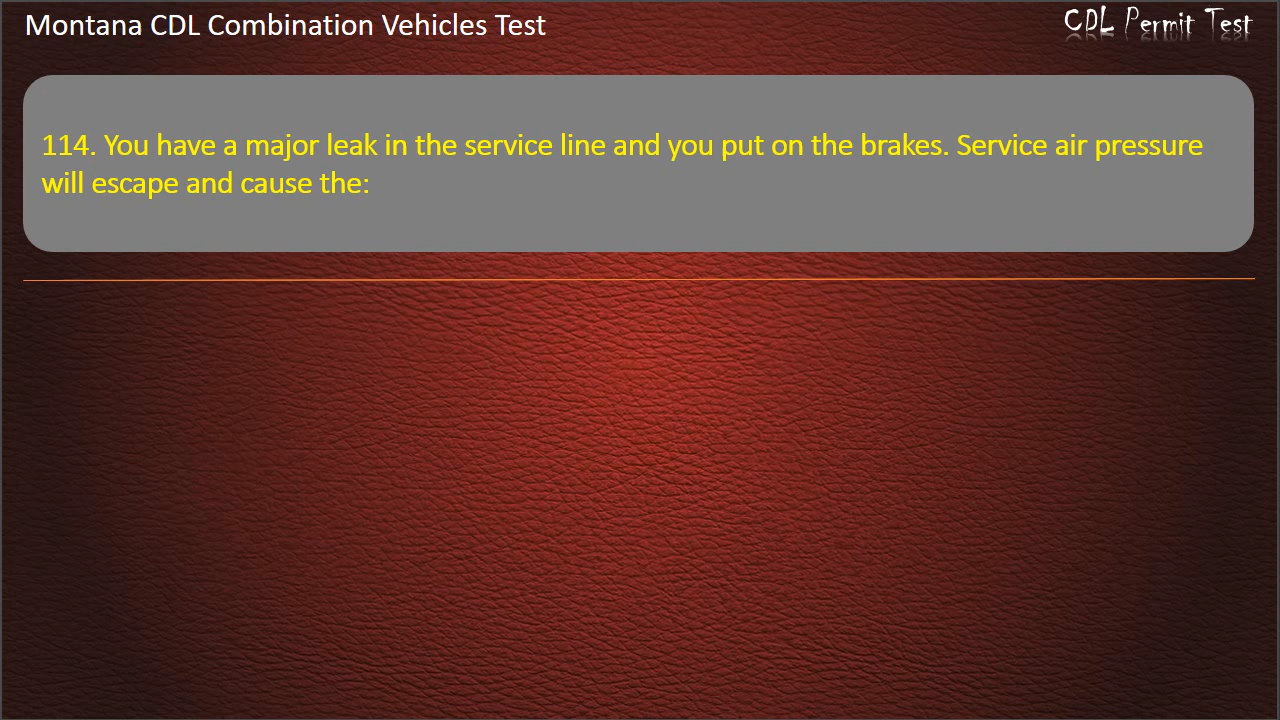 Montana CDL Combination Vehicles Test
CDL Permit Test
114. You have a major leak in the service line and you put on the brakes. Service air pressure
will escape and cause the: